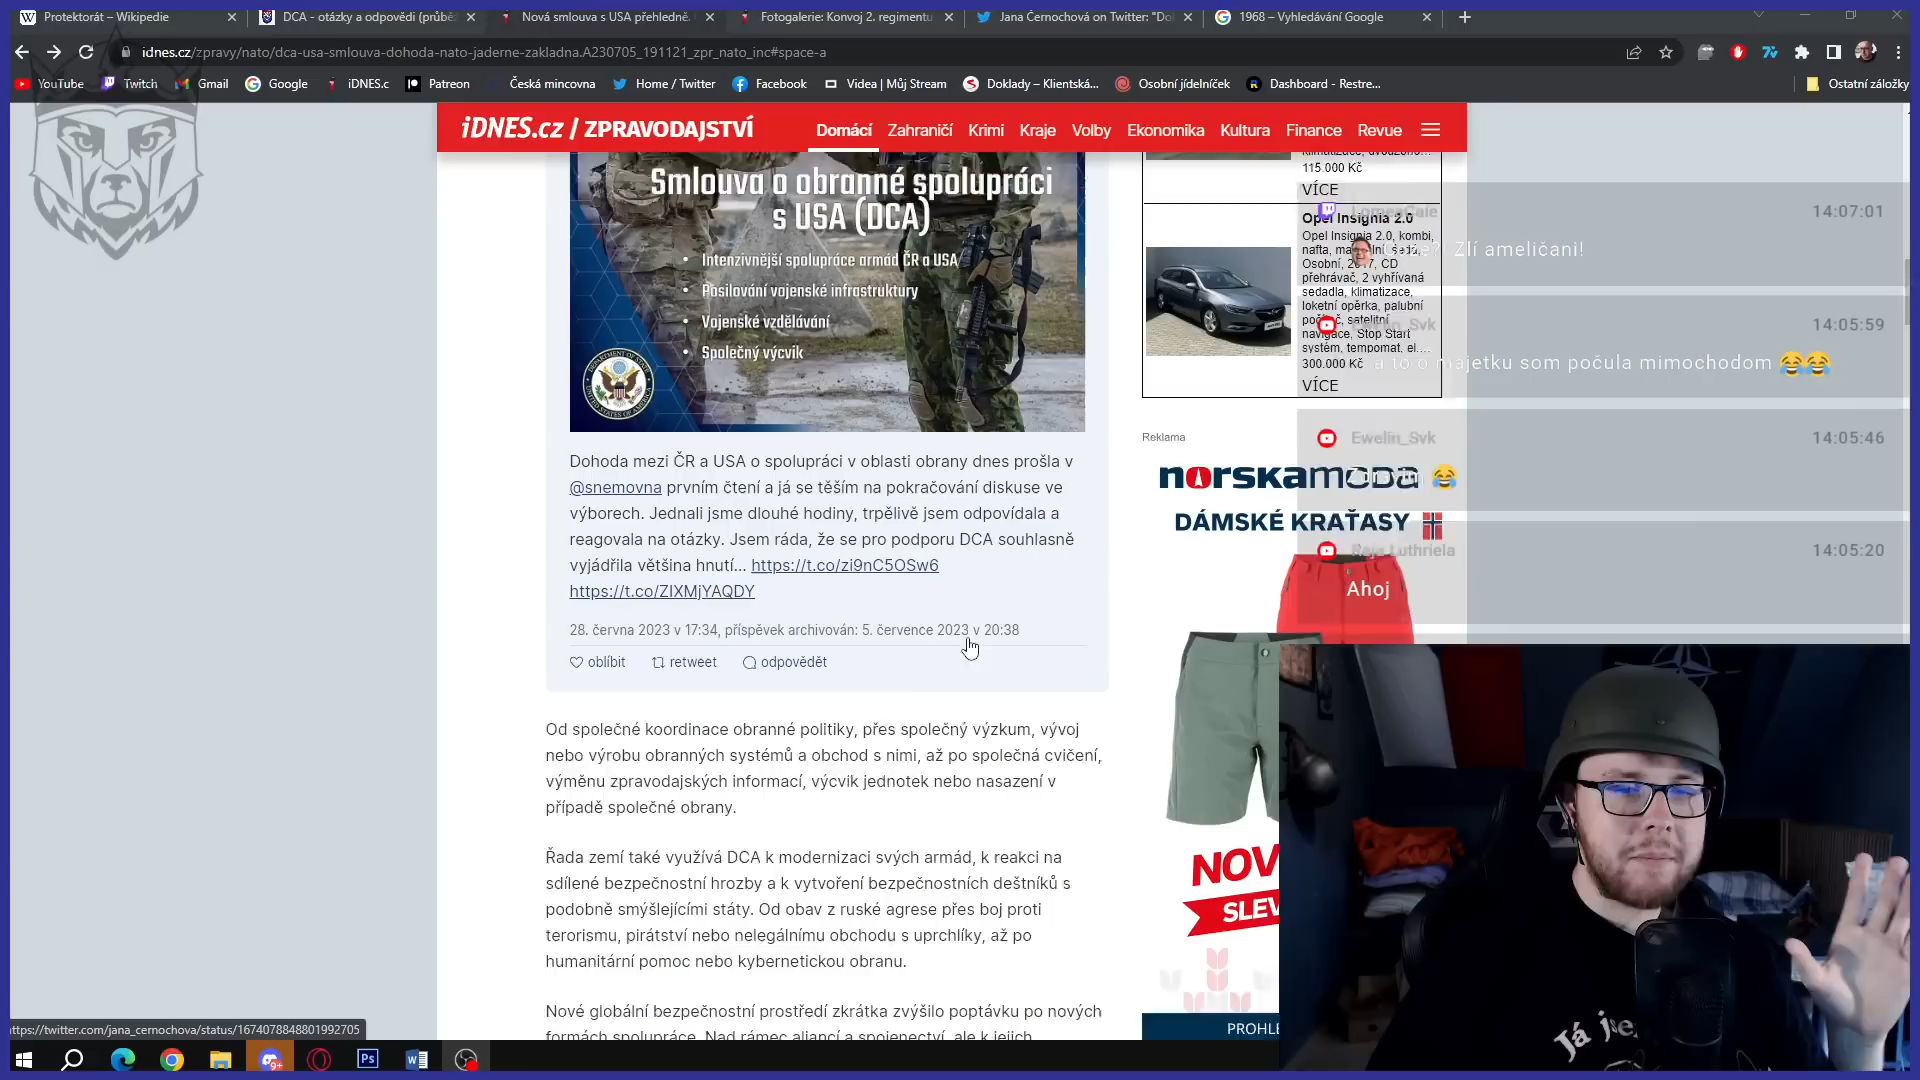 Protektorát – Wikipedie
DCA - otázky a odpovědi (průběž
Nová smlouva s USA přehledně.
Fotogalerie: Konvoj 2. regimentu
Jana Černochová on Twitter: "Do
1968 – Vyhledávání Google
idnes.cz/zpravy/nato/dca-usa-smlouva-dohoda-nato-jaderne-zakladna.A230705_191121_zpr_nato_inc#space-a
YouTube
Twitch
Gmail
Google
iDNES.c
Patreon
Česká mincovna
Home / Twitter
Facebook
Videa | Můj Stream
Doklady – Klientská...
Osobní jídelníček
Dashboard - Restre...
Ostatní záložky
iDNES.cz / ZPRAVODAJSTVÍ
Domácí Zahraničí Krimi Kraje Volby Ekonomika Kultura Finance Revue
Smlouva o obranné spolupráci
s USA (DCA)
• Intenzivnější spolupráce armád ČR a USA
• Posilování vojenské infrastruktury
• Vojenské vzdělávání
• Společný výcvik
Dohoda mezi ČR a USA o spolupráci v oblasti obrany dnes prošla v
@snemovna prvním čtení a já se těším na pokračování diskuse ve
výborech. Jednali jsme dlouhé hodiny, trpělivě jsem odpovídala a
reagovala na otázky. Jsem ráda, že se pro podporu DCA souhlasně
vyjádřila většina hnutí… https://t.co/zi9nC5OSw6
https://t.co/ZIXMjYAQDY
28. června 2023 v 17:34, příspěvek archivován: 5. července 2023 v 20:38
oblíbit retweet odpovědět
Od společné koordinace obranné politiky, přes společný výzkum, vývoj
nebo výrobu obranných systémů a obchod s nimi, až po společná cvičení,
výměnu zpravodajských informací, výcvik jednotek nebo nasazení v
případě společné obrany.
Řada zemí také využívá DCA k modernizaci svých armád, k reakci na
sdílené bezpečnostní hrozby a k vytvoření bezpečnostních deštníků s
podobně smýšlejícími státy. Od obav z ruské agrese přes boj proti
terorismu, pirátství nebo nelegálnímu obchodu s uprchlíky, až po
humanitární pomoc nebo kybernetickou obranu.
Nové globální bezpečnostní prostředí zkrátka zvýšilo poptávku po nových
formách spolupráce. Nad rámec aliancí a spojenectví, ale k jejich
115.000 Kč
VÍCE
Opel Insignia 2.0
Opel Insignia 2.0, kombi,
nafta,
Osobní, 2017, CD
přehrávač, 2 vyhřívaná
sedadla, klimatizace,
loketní opěrka, palubní
satelitní
navigace, Stop Start
systém, tempomat, el....
300.000 Kč
VÍCE
Reklama
norskamoda
DÁMSKÉ KRAŤASY
NOV
SLEV
PROHLÉ
14:07:01
Zlí ameličani!
14:05:59
a to o majetku som počula mimochodom
Ewelin_Svk
14:05:46
Zdravim
Luthriela
14:05:20
Ahoj
Já jse
https://twitter.com/jana_cernochova/status/1674078848801992705
9+
Ps